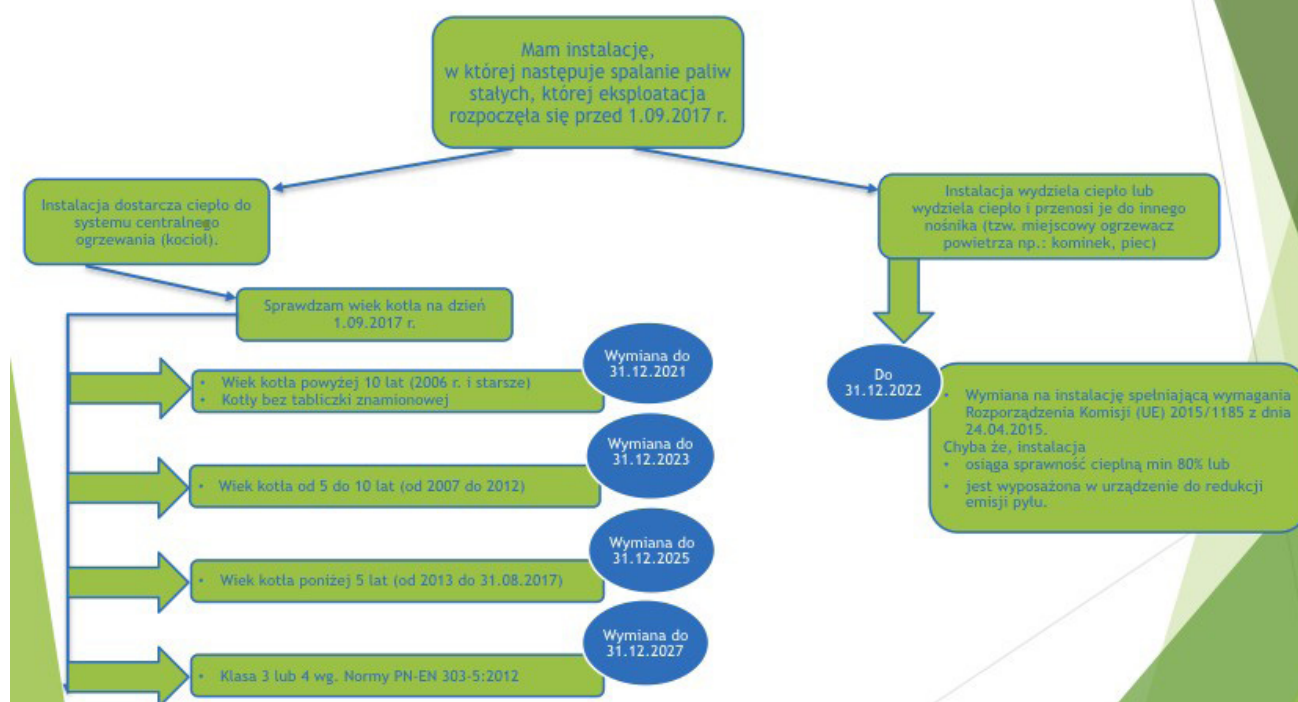 Mam instalację,
w której następuje spalanie paliw
stałych, której eksploatacja
rozpoczęła się przed 1.09.2017 r.
Instalacja dostarcza ciepło do
systemu centralnego
ogrzewania (kocioł).
Instalacja wydziela ciepło lub
wydziela ciepło i przenosi je do innego
nośnika (tzw. miejscowy ogrzewacz
powietrza np.: kominek, piec)
Sprawdzam wiek kotła na dzień
1.09.2017 r.
Wymiana do
31.12.2021
• Wiek kotła powyżej 10 lat (2006 r. i starsze)
• Kotły bez tabliczki znamionowej
Wymiana do
31.12.2023
• Wiek kotła od 5 do 10 lat (od 2007 do 2012)
Wymiana do
31.12.2025
• Wiek kotła poniżej 5 lat (od 2013 do 31.08.2017)
Wymiana do
31.12.2027
• Klasa 3 lub 4 wg. Normy PN-EN 303-5:2012
Do
31.12.2022
• Wymiana na instalację spełniającą wymagania
Rozporządzenia Komisji (UE) 2015/1185 z dnia
24.04.2015.
Chyba że, instalacja
• osiąga sprawność cieplną min 80% lub
• jest wyposażona w urządzenie do redukcji
emisji pyłu.